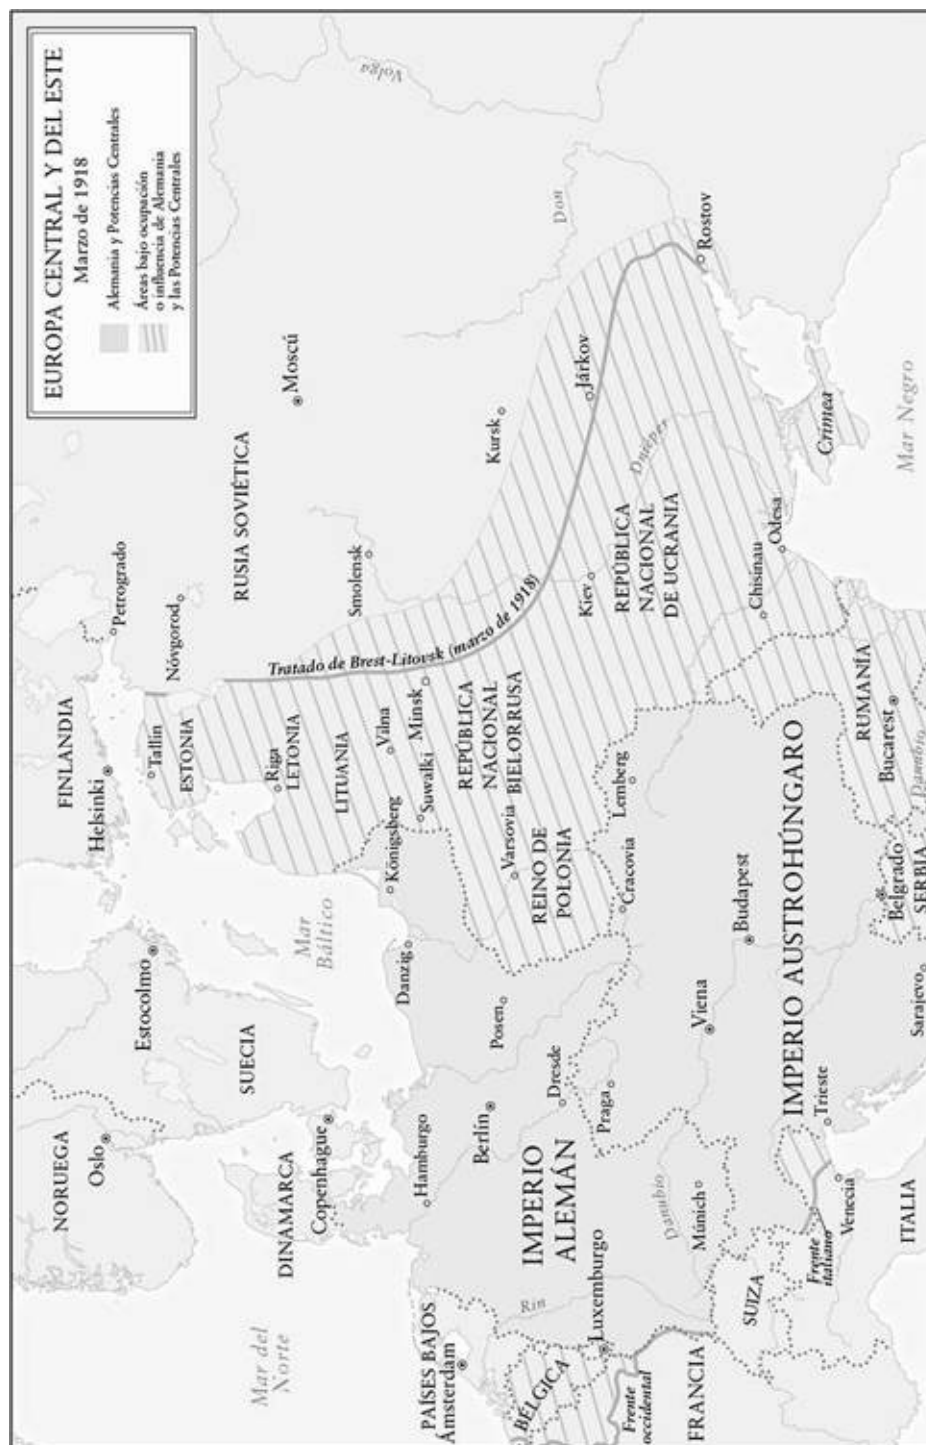 EUROPA CENTRAL Y DEL ESTE
Marzo de 1918
Alemania y Potencias Centrales
Áreas bajo ocupación
o influencia de Alemania
y las Potencias Centrales
NORUEGA
Oslo
Estocolmo
SUECIA
FINLANDIA
Helsinki
Petrogrado
Nóvgorod
Tallin
ESTONIA
RUSIA SOVIÉTICA
Moscú
Volga
Mar del
Norte
DINAMARCA
Copenhague
Mar
Báltico
Riga
LETONIA
LITUANIA
Vilna
Smolensk
Tratado de Brest-Litovsk (marzo de 1918)
PAÍSES BAJOS
Ámsterdam
Hamburgo
Danzig
Königsberg
Suwałki
Minsk
REPÚBLICA
NACIONAL
BIELORRUSA
Kursk
Don
Berlín
Posen
Varsovia
REINO DE
POLONIA
BÉLGICA
Rin
IMPERIO
ALEMÁN
Dresde
Luxemburgo
Praga
Cracovia
Lemberg
Kiev
Járkov
Dniéper
REPÚBLICA
NACIONAL
DE UCRANIA
Rostov
Frente
occidental
FRANCIA
Danubio
Múnich
Viena
Budapest
SUIZA
Frente
italiano
Venecia
Trieste
IMPERIO AUSTROHÚNGARO
Chisinau
Odesa
Crimea
ITALIA
Sarajevo
Belgrado
SERBIA
RUMANÍA
Bucarest
Danubio
Mar Negro